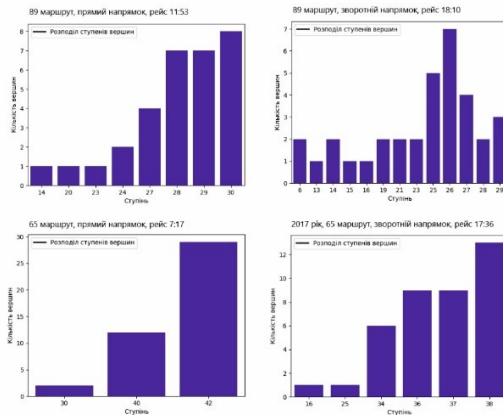 89 маршрут, прямий напрямок, рейс 11:53
Розподіл ступенів вершин
Кількість вершин
8
7
6
5
4
3
2
1
0
14 20 23 24 27 28 29 30
Ступінь
89 маршрут, зворотній напрямок, рейс 18:10
Розподіл ступенів вершин
Кількість вершин
7
6
5
4
3
2
1
0
6 13 14 15 16 19 21 23 25 26 27 28 29
Ступінь
65 маршрут, прямий напрямок, рейс 7:17
Розподіл ступенів вершин
Кількість вершин
30
25
20
15
10
5
0
30 40 42
Ступінь
2017 рік, 65 маршрут, зворотній напрямок, рейс 17:36
Розподіл ступенів вершин
Кількість вершин
12
10
8
6
4
2
0
16 25 34 36 37 38
Ступінь